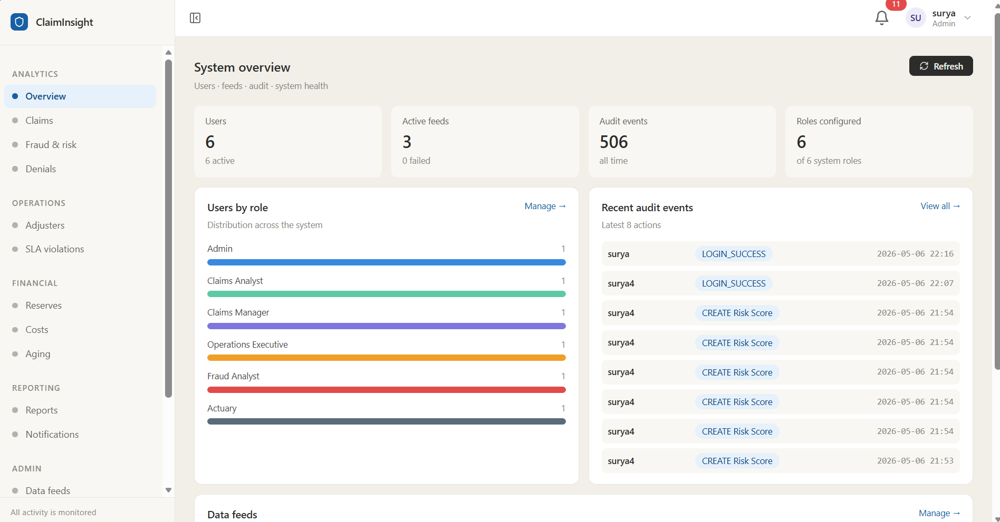 ClaimInsight
ANALYTICS
Overview
Claims
Fraud & risk
Denials
OPERATIONS
Adjusters
SLA violations
FINANCIAL
Reserves
Costs
Aging
REPORTING
Reports
Notifications
ADMIN
Data feeds
All activity is monitored
11
SU
surya
Admin
System overview
Users · feeds · audit · system health
Refresh
Users
6
6 active
Active feeds
3
0 failed
Audit events
506
all time
Roles configured
6
of 6 system roles
Users by role
Manage →
Distribution across the system
Admin 1
Claims Analyst 1
Claims Manager 1
Operations Executive 1
Fraud Analyst 1
Actuary 1
Recent audit events
View all →
Latest 8 actions
surya LOGIN_SUCCESS 2026-05-06 22:16
surya4 LOGIN_SUCCESS 2026-05-06 22:07
surya4 CREATE Risk Score 2026-05-06 21:54
surya4 CREATE Risk Score 2026-05-06 21:54
surya4 CREATE Risk Score 2026-05-06 21:54
surya4 CREATE Risk Score 2026-05-06 21:54
surya4 CREATE Risk Score 2026-05-06 21:54
surya4 CREATE Risk Score 2026-05-06 21:53
Data feeds
Manage →